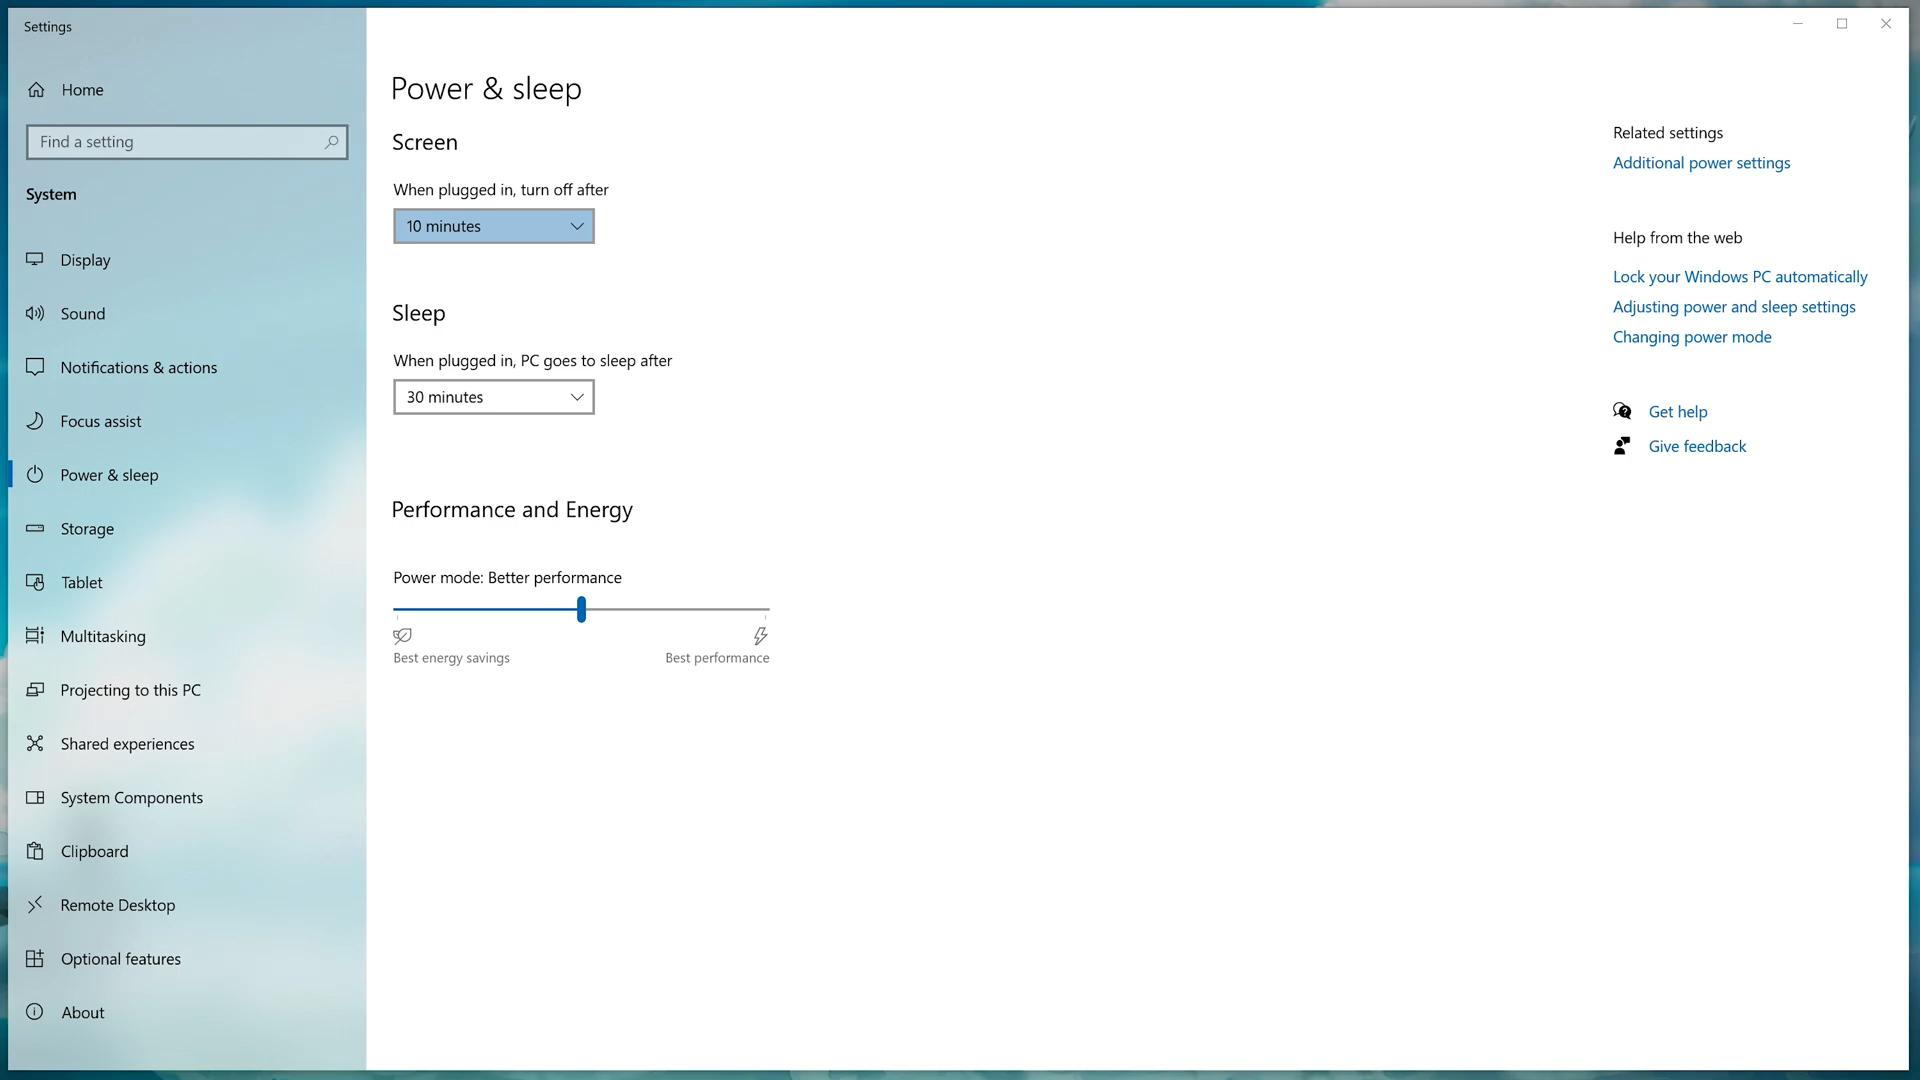 Settings
Home
Find a setting
System
Display
Sound
Notifications & actions
Focus assist
Power & sleep
Storage
Tablet
Multitasking
Projecting to this PC
Shared experiences
System Components
Clipboard
Remote Desktop
Optional features
About
Power & sleep
Screen
When plugged in, turn off after
10 minutes
Sleep
When plugged in, PC goes to sleep after
30 minutes
Performance and Energy
Power mode: Better performance
Best energy savings
Best performance
Related settings
Additional power settings
Help from the web
Lock your Windows PC automatically
Adjusting power and sleep settings
Changing power mode
Get help
Give feedback